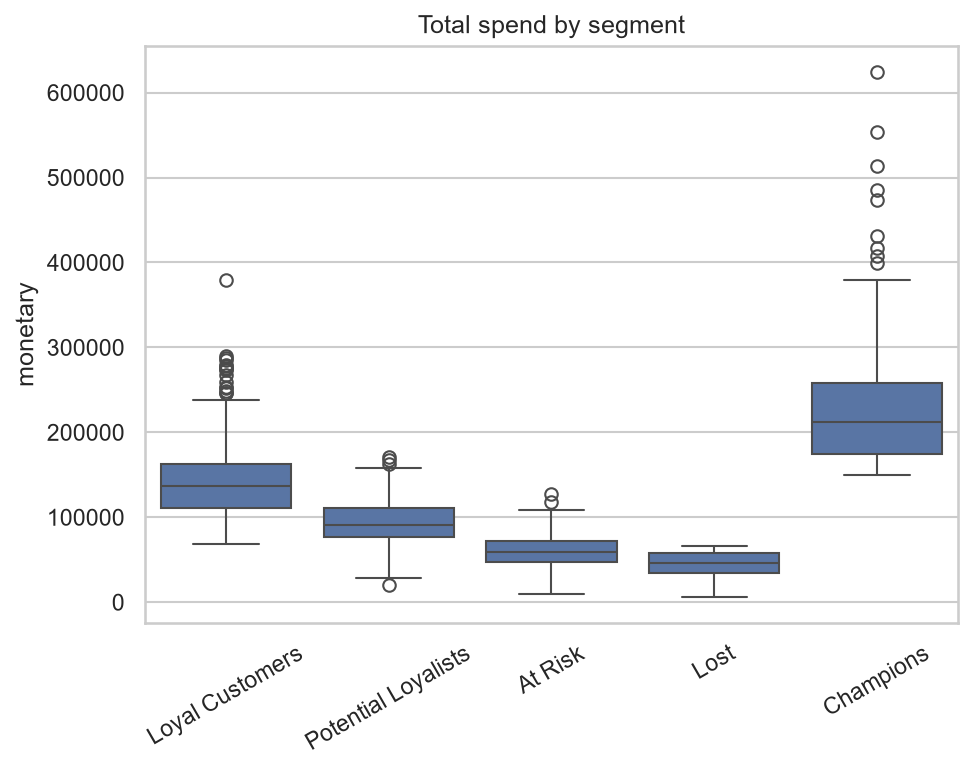 Total spend by segment
600000
500000
400000
300000
200000
100000
0
monetary
Loyal Customers
Potential Loyalists
At Risk
Lost
Champions